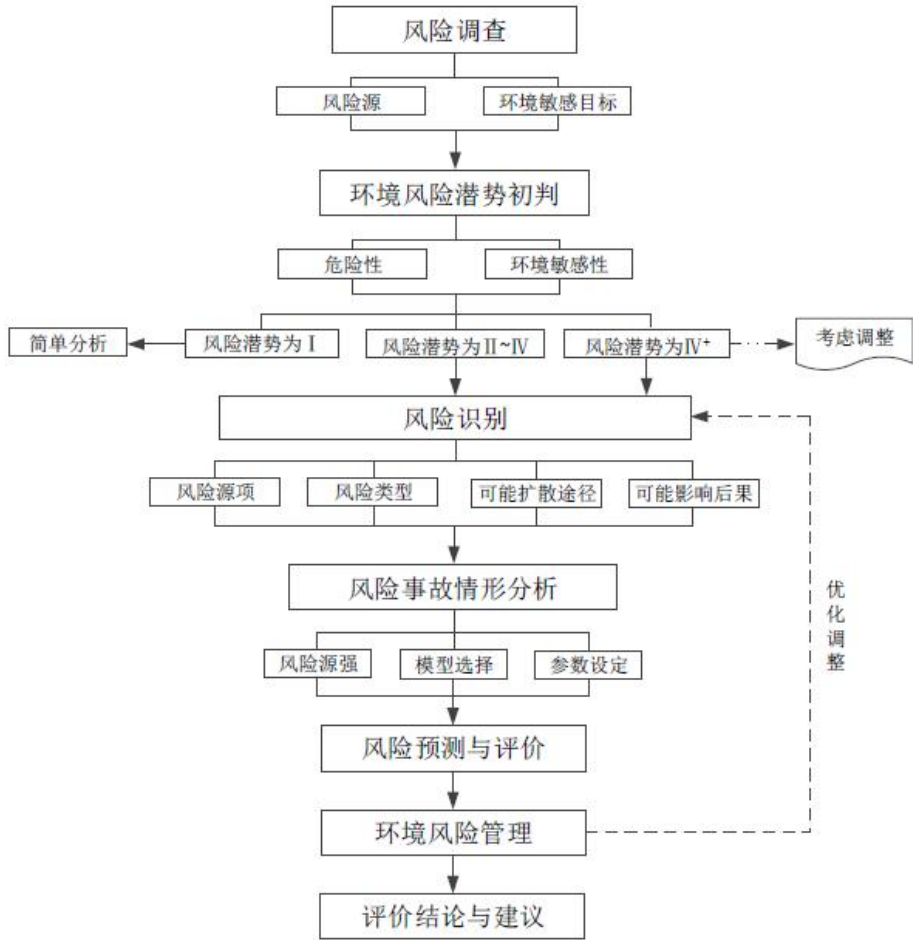 风险调查
风险源
环境敏感目标
环境风险潜势初判
危险性
环境敏感性
简单分析
风险潜势为Ⅰ
风险潜势为Ⅱ~Ⅳ
风险潜势为Ⅳ⁺
考虑调整
风险识别
风险源项
风险类型
可能扩散途径
可能影响后果
风险事故情形分析
优化调整
风险源强
模型选择
参数设定
风险预测与评价
环境风险管理
评价结论与建议